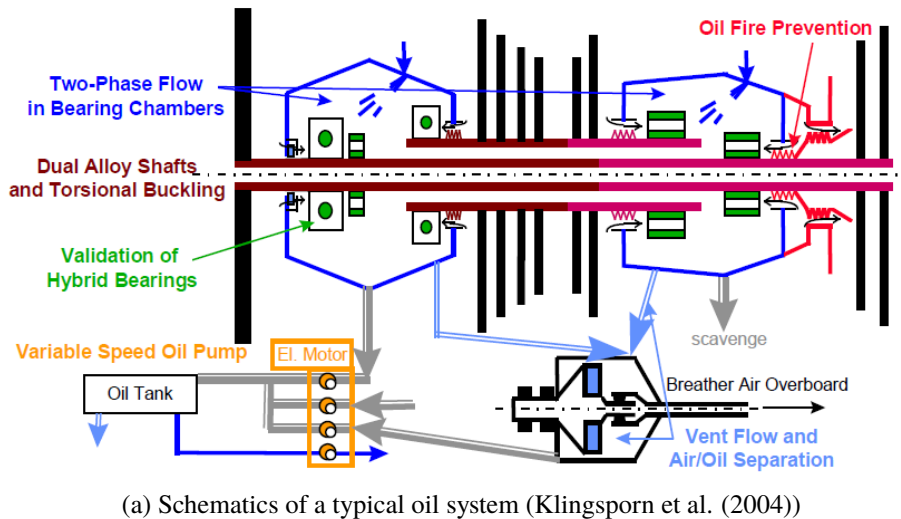 Oil Fire Prevention
Two-Phase Flow
in Bearing Chambers
Dual Alloy Shafts
and Torsional Buckling
Validation of
Hybrid Bearings
scavenge
Variable Speed Oil Pump
El. Motor
Oil Tank
Breather Air Overboard
Vent Flow and
Air/Oil Separation
(a) Schematics of a typical oil system (Klingsporn et al. (2004))